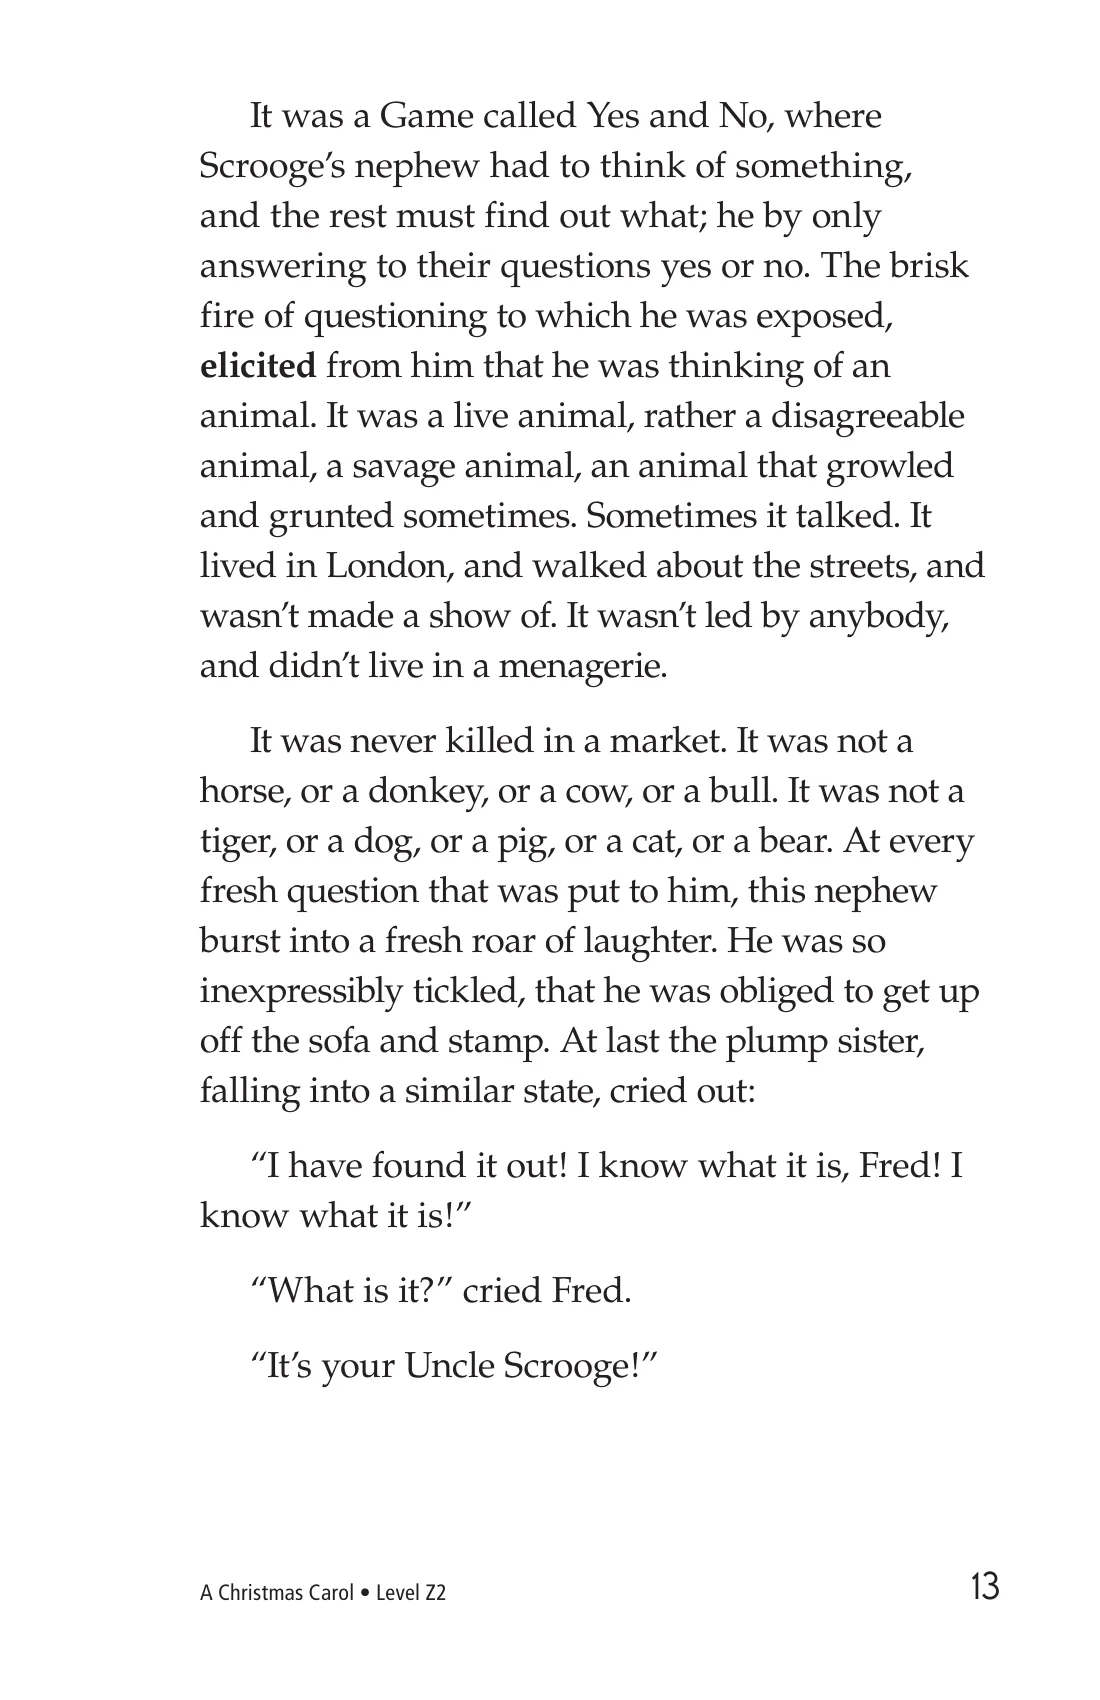 It was a Game called Yes and No, where
Scrooge’s nephew had to think of something,
and the rest must find out what; he by only
answering to their questions yes or no. The brisk
fire of questioning to which he was exposed,
elicited from him that he was thinking of an
animal. It was a live animal, rather a disagreeable
animal, a savage animal, an animal that growled
and grunted sometimes. Sometimes it talked. It
lived in London, and walked about the streets, and
wasn’t made a show of. It wasn’t led by anybody,
and didn’t live in a menagerie.
It was never killed in a market. It was not a
horse, or a donkey, or a cow, or a bull. It was not a
tiger, or a dog, or a pig, or a cat, or a bear. At every
fresh question that was put to him, this nephew
burst into a fresh roar of laughter. He was so
inexpressibly tickled, that he was obliged to get up
off the sofa and stamp. At last the plump sister,
falling into a similar state, cried out:
“I have found it out! I know what it is, Fred! I
know what it is!”
“What is it?” cried Fred.
“It’s your Uncle Scrooge!”
A Christmas Carol • Level Z2
13